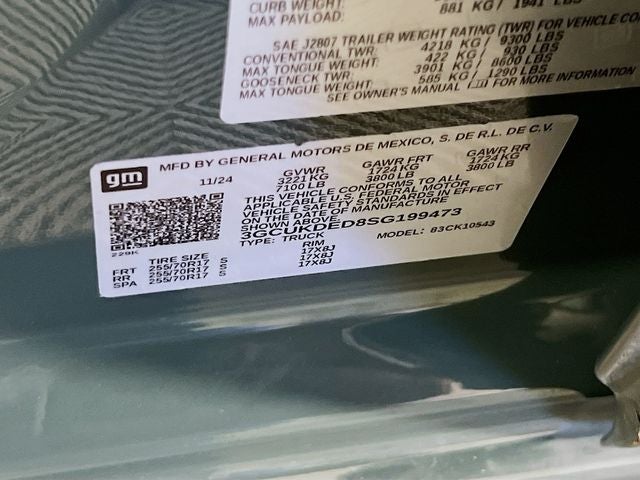 CURB WEIGHT: 881 KG / 1941 LBS
MAX PAYLOAD:
SAE J2807 TRAILER WEIGHT RATING (TWR) FOR VEHICLE
CONVENTIONAL TWR: 4218 KG / 9300 LBS
MAX TONGUE WEIGHT: 422 KG / 930 LBS
GOOSENECK TWR: 3901 KG / 8600 LBS
MAX TONGUE WEIGHT: 585 KG / 1290 LBS
SEE OWNER'S MANUAL FOR MORE INFORMATION
gm MFD BY GENERAL MOTORS DE MEXICO, S. DE R.L. DE C.V.
11/24 GVWR GAWR FRT GAWR RR
3221 KG 1724 KG 1724 KG
7100 LB 3800 LB 3800 LB
THIS VEHICLE CONFORMS TO ALL
APPLICABLE U.S. FEDERAL MOTOR
VEHICLE SAFETY STANDARDS IN EFFECT
ON THE DATE OF MANUFACTURE
SHOWN ABOVE.
3GCUKDED8SG199473
TYPE: TRUCK MODEL: 83CK10543
229K
TIRE SIZE RIM
FRT 255/70R17 S 17X8J
RR 255/70R17 S 17X8J
SPA 255/70R17 S 17X8J